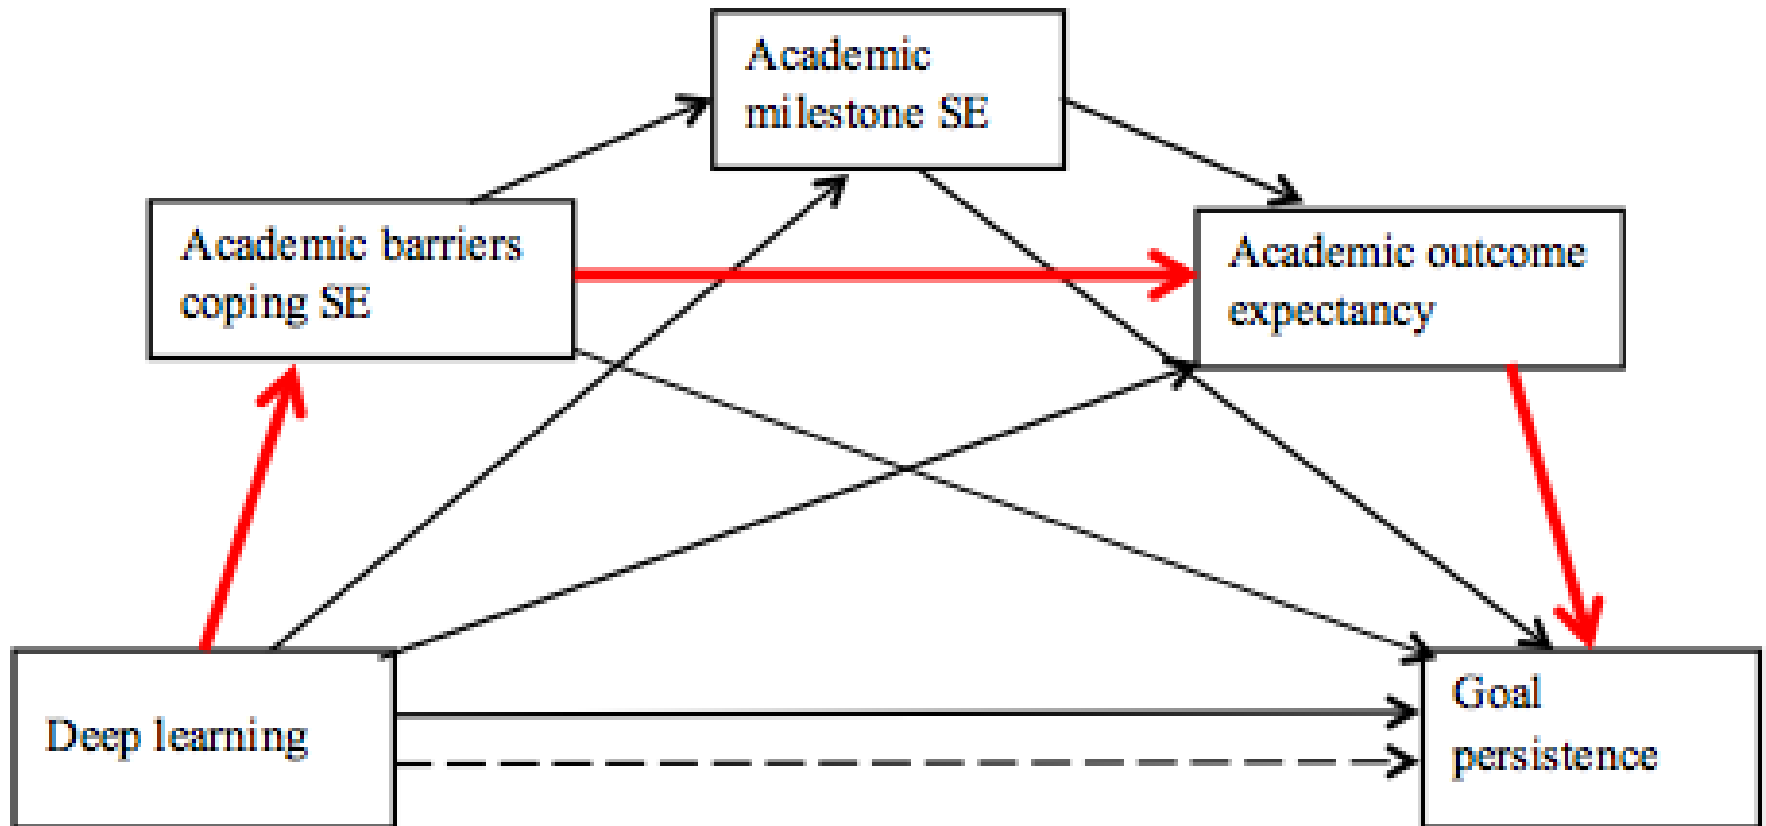 Academic
milestone SE
Academic barriers
coping SE
Academic outcome
expectancy
Deep learning
Goal
persistence